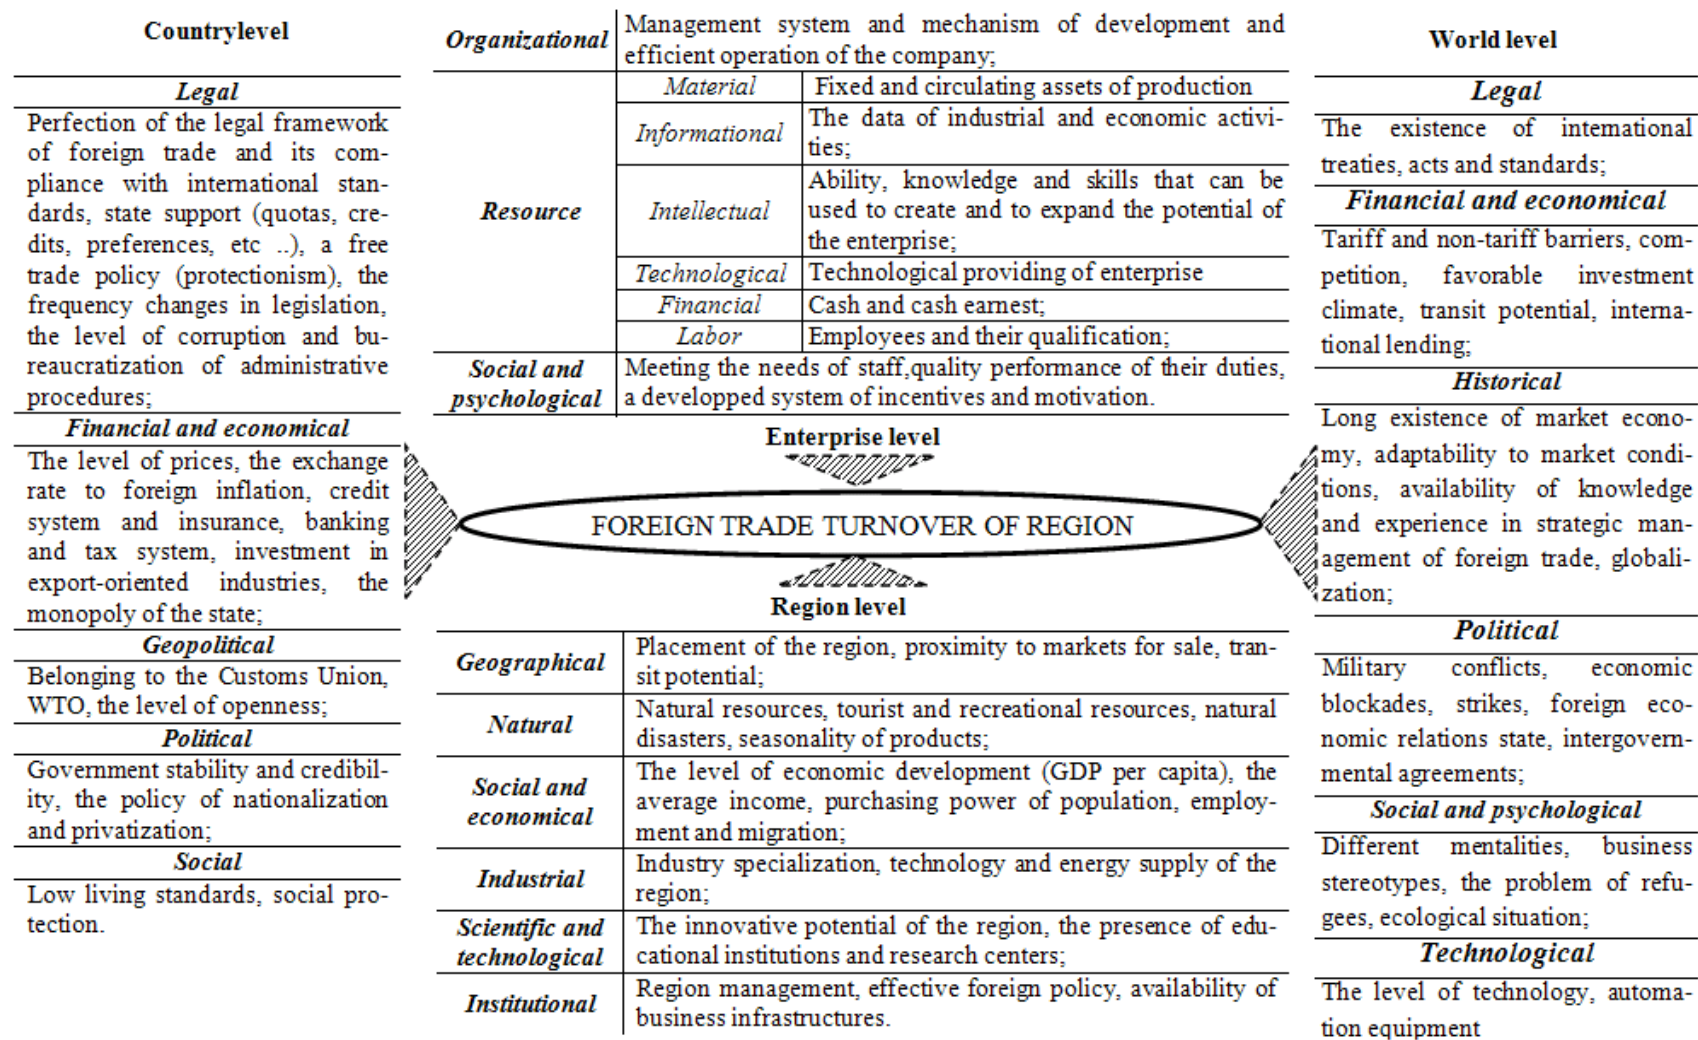 Countrylevel
Legal
Perfection of the legal framework
of foreign trade and its com-
pliance with international stan-
dards, state support (quotas, cre-
dits, preferences, etc ..), a free
trade policy (protectionism), the
frequency changes in legislation,
the level of corruption and bu-
reaucratization of administrative
procedures;
Financial and economical
The level of prices, the exchange
rate to foreign inflation, credit
system and insurance, banking
and tax system, investment in
export-oriented industries, the
monopoly of the state;
Geopolitical
Belonging to the Customs Union,
WTO, the level of openness;
Political
Government stability and credibil-
ity, the policy of nationalization
and privatization;
Social
Low living standards, social pro-
tection.
Organizational
Management system and mechanism of development and
efficient operation of the company;
Resource
Material
Fixed and circulating assets of production
Informational
The data of industrial and economic activi-
ties;
Intellectual
Ability, knowledge and skills that can be
used to create and to expand the potential of
the enterprise;
Technological
Technological providing of enterprise
Financial
Cash and cash earnest;
Labor
Employees and their qualification;
Social and
psychological
Meeting the needs of staff,quality performance of their duties,
a developped system of incentives and motivation.
Enterprise level
FOREIGN TRADE TURNOVER OF REGION
Region level
Geographical
Placement of the region, proximity to markets for sale, tran-
sit potential;
Natural
Natural resources, tourist and recreational resources, natural
disasters, seasonality of products;
Social and
economical
The level of economic development (GDP per capita), the
average income, purchasing power of population, employ-
ment and migration;
Industrial
Industry specialization, technology and energy supply of the
region;
Scientific and
technological
The innovative potential of the region, the presence of edu-
cational institutions and research centers;
Institutional
Region management, effective foreign policy, availability of
business infrastructures.
World level
Legal
The existence of international
treaties, acts and standards;
Financial and economical
Tariff and non-tariff barriers, com-
petition, favorable investment
climate, transit potential, interna-
tional lending;
Historical
Long existence of market econo-
my, adaptability to market condi-
tions, availability of knowledge
and experience in strategic man-
agement of foreign trade, globali-
zation;
Political
Military conflicts, economic
blockades, strikes, foreign eco-
nomic relations state, intergovern-
mental agreements;
Social and psychological
Different mentalities, business
stereotypes, the problem of refu-
gees, ecological situation;
Technological
The level of technology, automa-
tion equipment